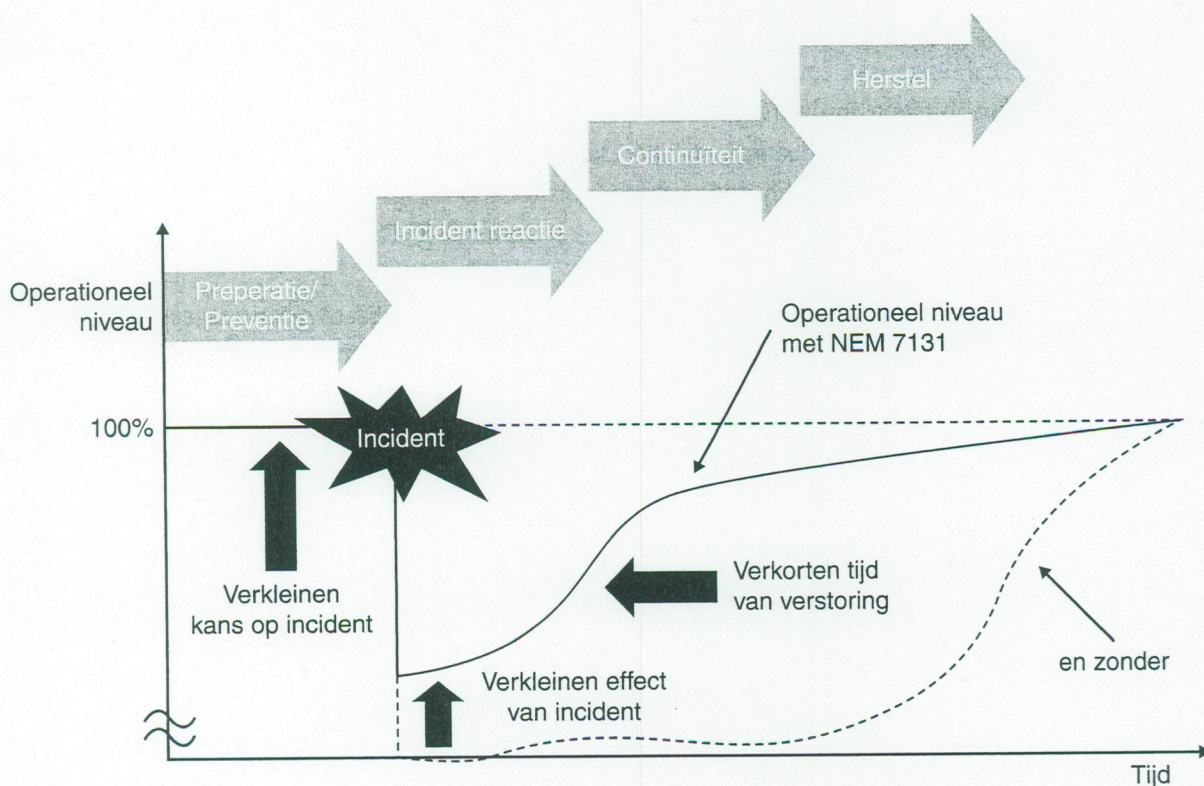 Herstel
Continuïteit
Incident reactie
Preperatie/
Preventie
Operationeel
niveau
Operationeel niveau
met NEM 7131
100%
Incident
Verkleinen
kans op incident
Verkorten tijd
van verstoring
en zonder
Verkleinen effect
van incident
Tijd